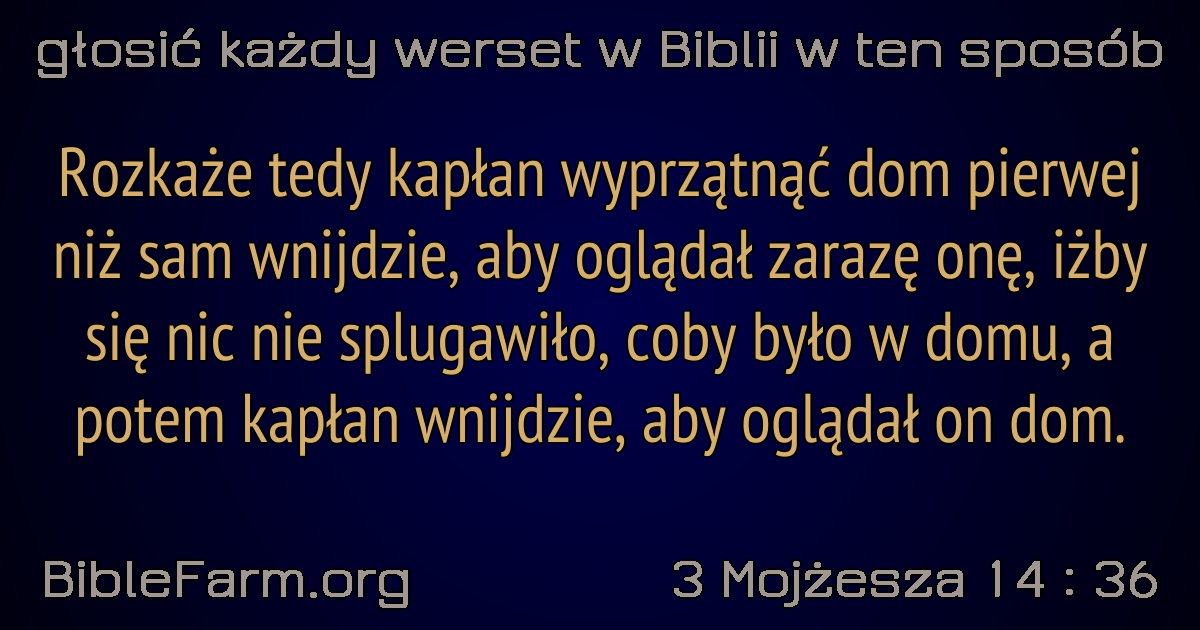 głosić każdy werset w Biblii w ten sposób
Rozkaże tedy kapłan wyprzątnąć dom pierwej
niż sam wnijdzie, aby oglądał zarazę onę, iżby
się nic nie splugawiło, coby było w domu, a
potem kapłan wnijdzie, aby oglądał on dom.
BibleFarm.org
3 Mojżesza 14 : 36